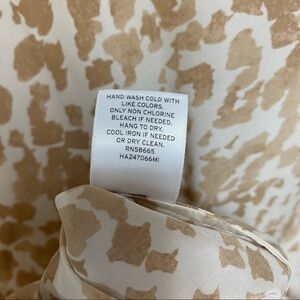 HAND WASH COLD WITH
LIKE COLORS.
ONLY NON CHLORINE
BLEACH IF NEEDED.
HANG TO DRY.
COOL IRON IF NEEDED
OR DRY CLEAN.
RN58665
HA247066MI